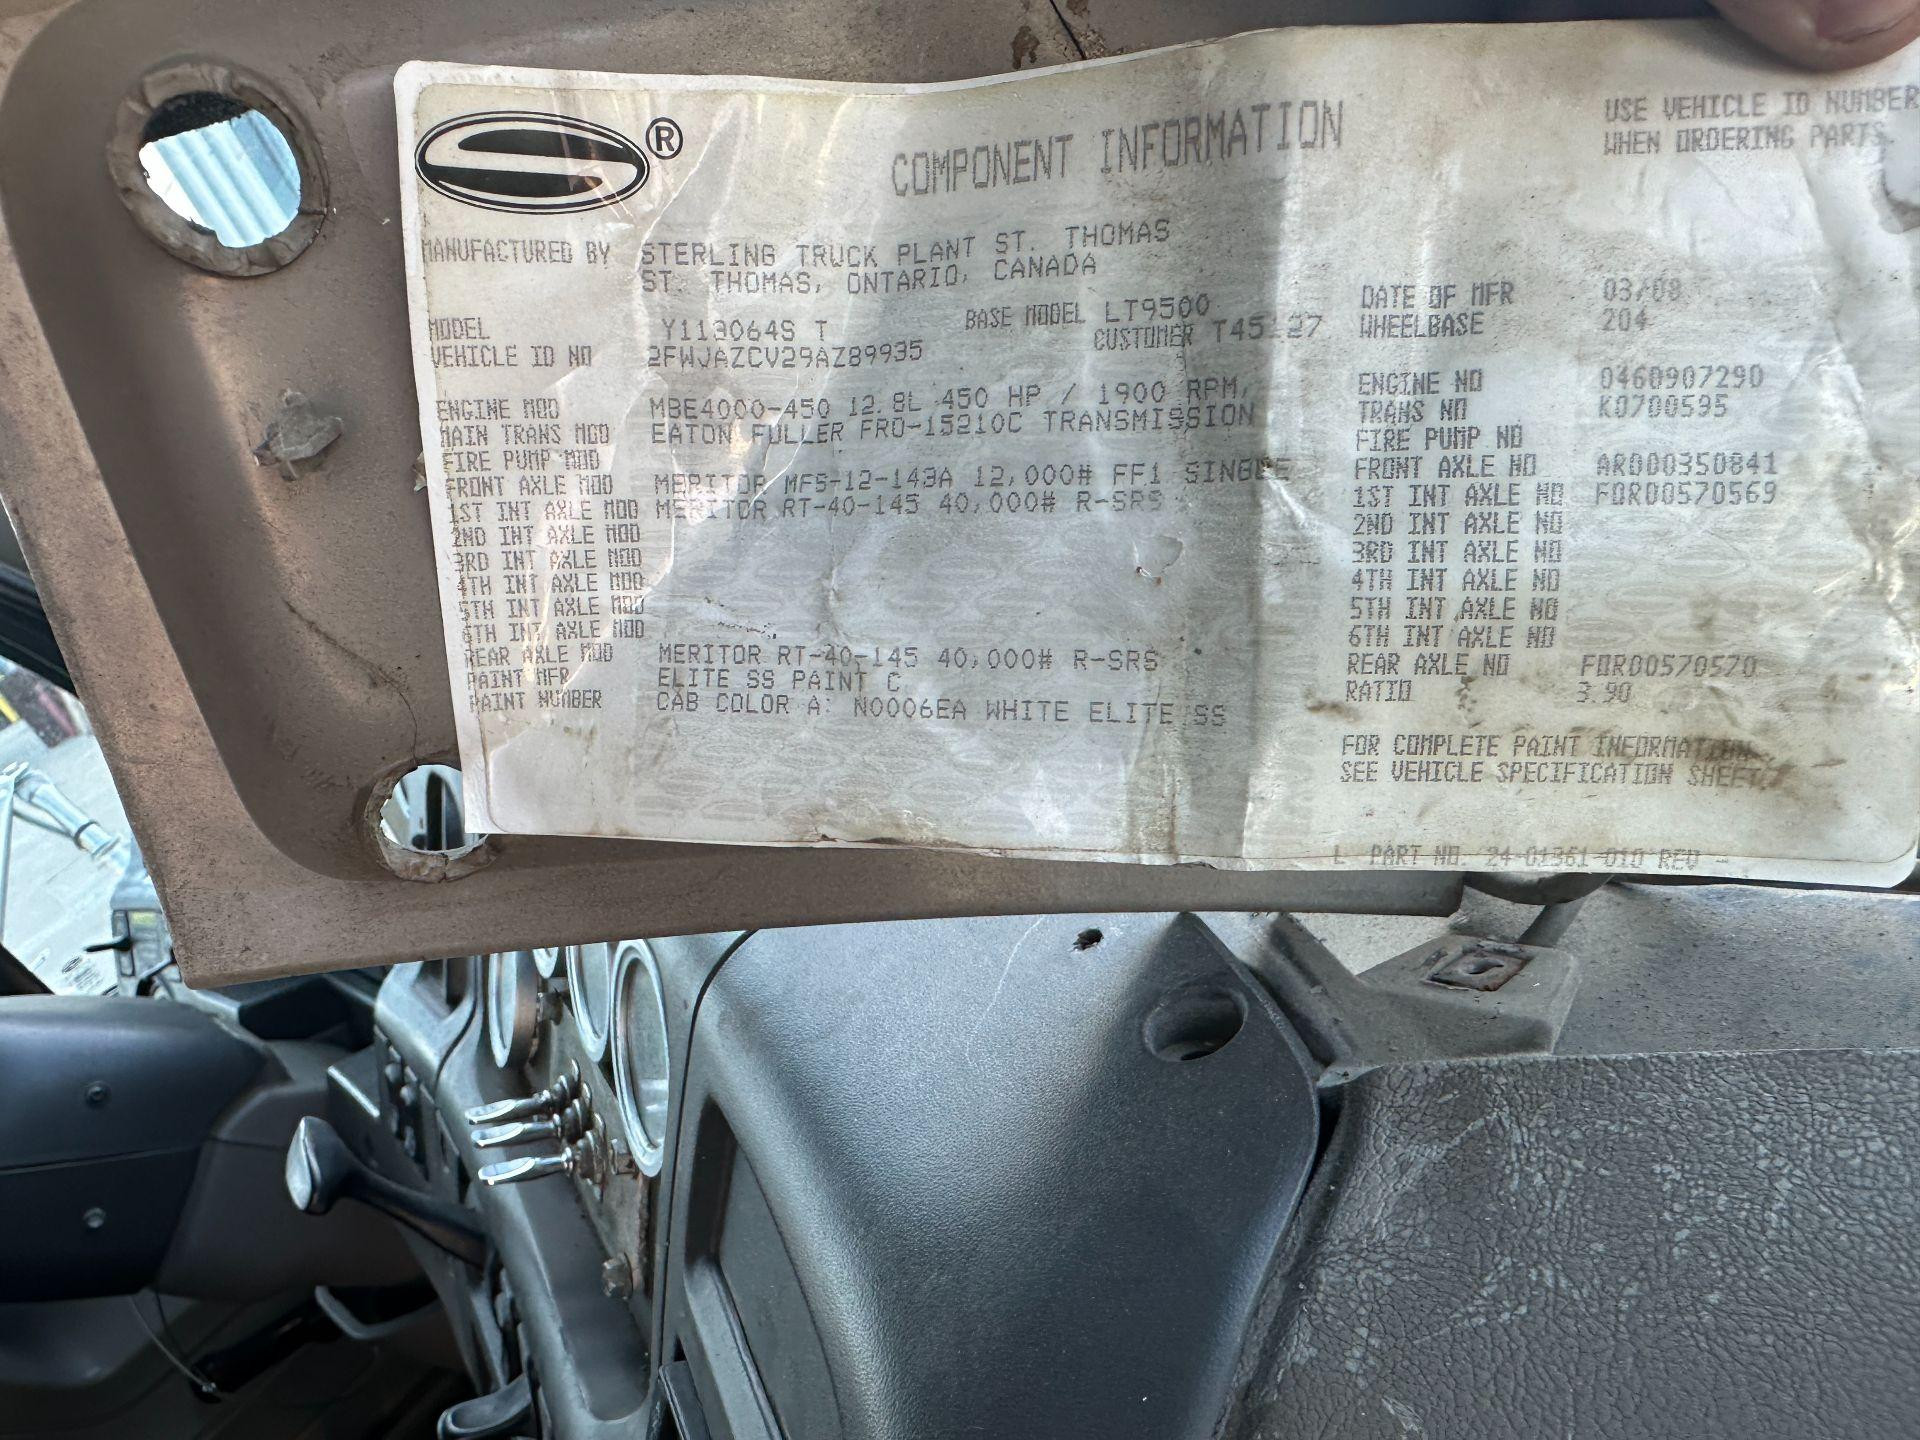 ®
COMPONENT INFORMATION
USE VEHICLE ID NUMBER
WHEN ORDERING PARTS.
MANUFACTURED BY STERLING TRUCK PLANT ST. THOMAS
ST. THOMAS, ONTARIO, CANADA
MODEL Y113064S T BASE MODEL LT9500
VEHICLE ID NO 2FWJAZCV29AZ89935 CUSTOMER T45127
DATE OF MFR 03/08
WHEELBASE 204
ENGINE MOD MBE4000-450 12.8L 450 HP / 1900 RPM,
MAIN TRANS MOD EATON FULLER FRO-15210C TRANSMISSION
FIRE PUMP MOD
FRONT AXLE MOD MERITOR MFS-12-143A 12,000# FF1 SINGLE
1ST INT AXLE MOD MERITOR RT-40-145 40,000# R-SRS
2ND INT AXLE MOD
3RD INT AXLE MOD
4TH INT AXLE MOD
5TH INT AXLE MOD
6TH INT AXLE MOD
REAR AXLE MOD MERITOR RT-40-145 40,000# R-SRS
PAINT MFR ELITE SS PAINT C
PAINT NUMBER CAB COLOR A: N0006EA WHITE ELITE SS
ENGINE NO 0460907290
TRANS NO K0700595
FIRE PUMP NO
FRONT AXLE NO AR000350841
1ST INT AXLE NO FOR00570569
2ND INT AXLE NO
3RD INT AXLE NO
4TH INT AXLE NO
5TH INT AXLE NO
6TH INT AXLE NO
REAR AXLE NO FOR00570570
RATIO 3.90
FOR COMPLETE PAINT INFORMATION
SEE VEHICLE SPECIFICATION SHEET.
L PART NO. 24-01361-010 REV -